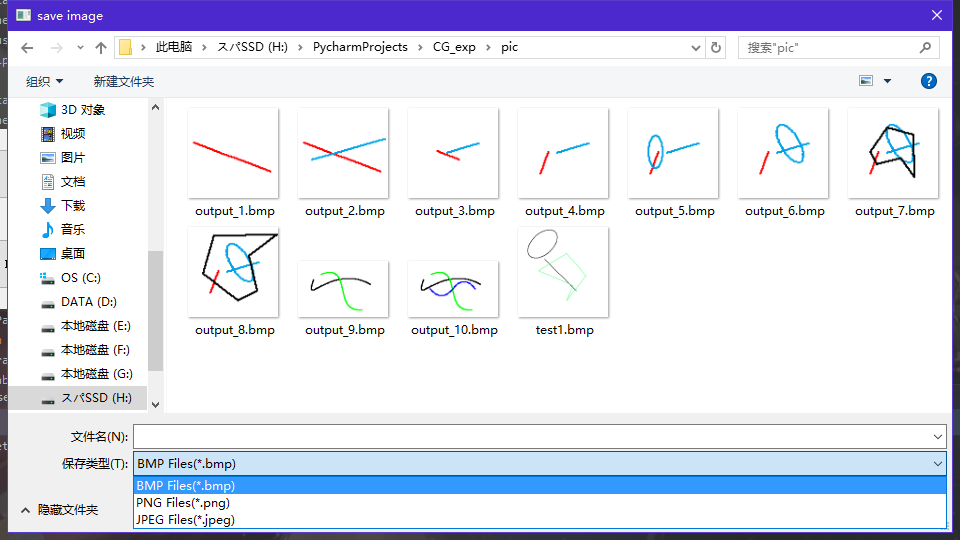 save image
此电脑 > スパSSD (H:) > PycharmProjects > CG_exp > pic
搜索"pic"
组织
新建文件夹
3D 对象
视频
图片
文档
下载
音乐
桌面
OS (C:)
DATA (D:)
本地磁盘 (E:)
本地磁盘 (F:)
本地磁盘 (G:)
スパSSD (H:)
output_1.bmp
output_2.bmp
output_3.bmp
output_4.bmp
output_5.bmp
output_6.bmp
output_7.bmp
output_8.bmp
output_9.bmp
output_10.bmp
test1.bmp
文件名(N):
保存类型(T): BMP Files(*.bmp)
BMP Files(*.bmp)
PNG Files(*.png)
JPEG Files(*.jpeg)
隐藏文件夹